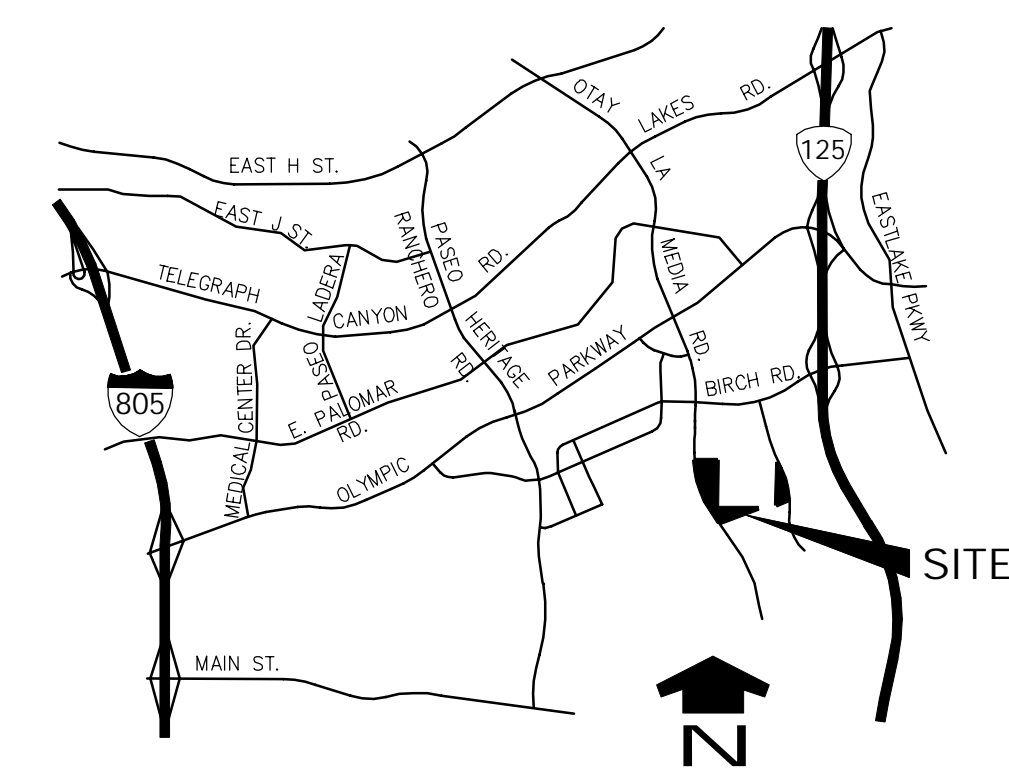 OTAY
LAKES
RD.
125
EAST H ST.
LA
EAST J ST.
PASEO
RANCHERO
EASTLAKE PKWY
MEDIA
RD.
TELEGRAPH
CANYON
RD.
PASEO LADERA
HERITAGE
RD.
PARKWAY
MEDICAL CENTER DR.
805
BIRCH RD.
E. PALOMAR
RD.
OLYMPIC
SITE
MAIN ST.
N